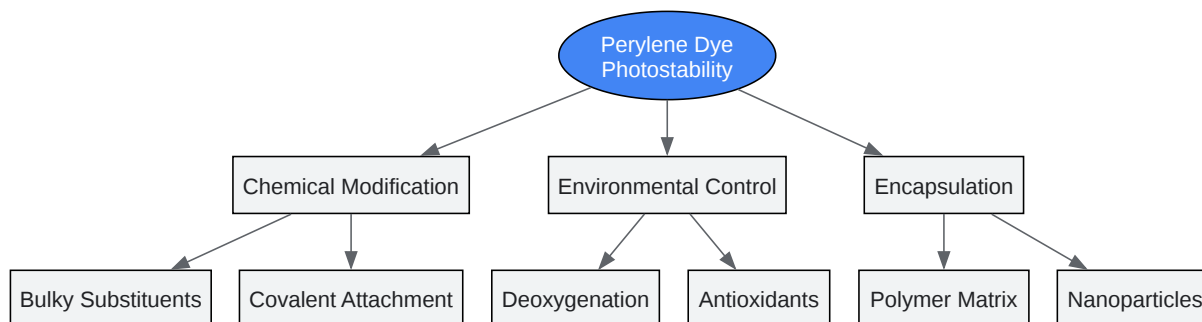 Perylene Dye
Photostability
Chemical Modification
Environmental Control
Encapsulation
Bulky Substituents
Covalent Attachment
Deoxygenation
Antioxidants
Polymer Matrix
Nanoparticles